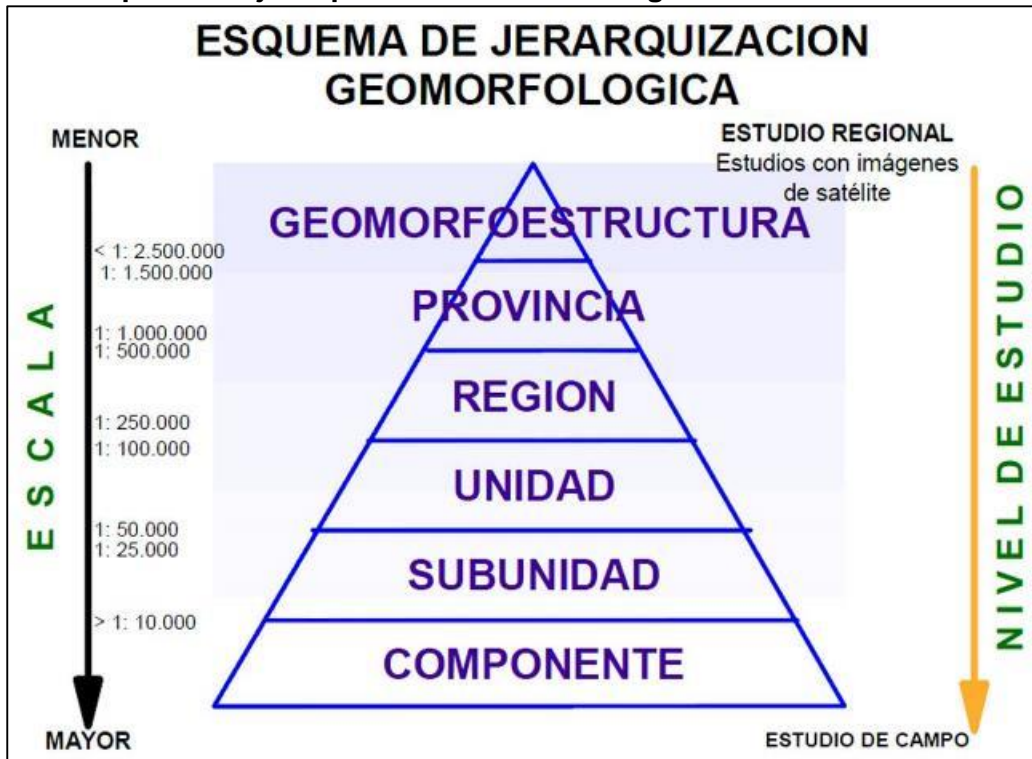 ESQUEMA DE JERARQUIZACION
GEOMORFOLOGICA
MENOR
ESTUDIO REGIONAL
Estudios con imágenes
de satélite
GEOMORFOESTRUCTURA
< 1: 2.500.000
1: 1.500.000
PROVINCIA
1: 1.000.000
1: 500.000
REGION
1: 250.000
1: 100.000
UNIDAD
1: 50.000
1: 25.000
SUBUNIDAD
> 1: 10.000
COMPONENTE
MAYOR
ESTUDIO DE CAMPO
ESCALA
NIVEL DE ESTUDIO